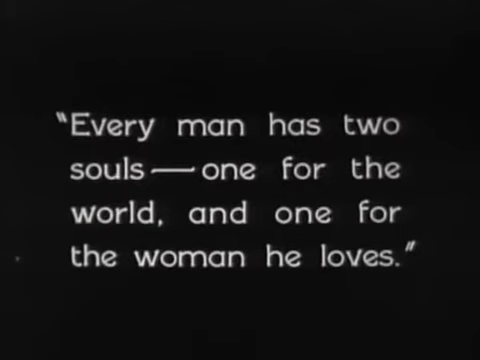 "Every man has two
souls — one for the
world, and one for
the woman he loves."